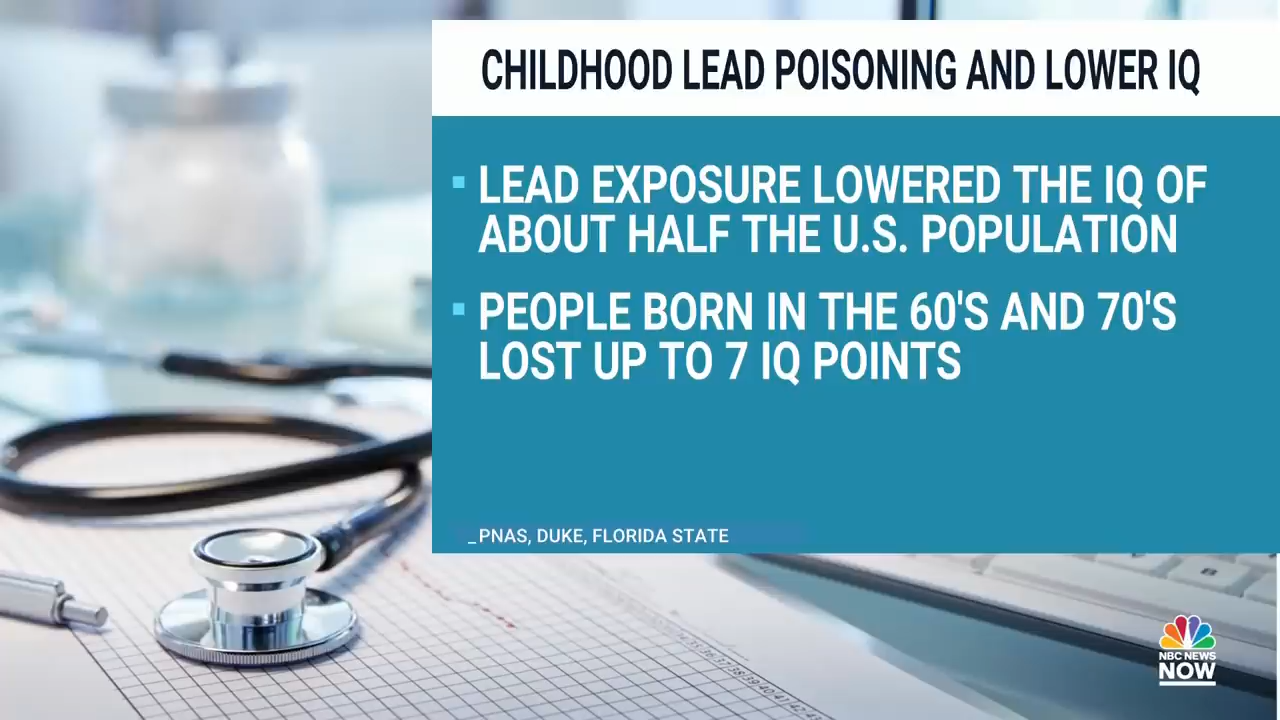 CHILDHOOD LEAD POISONING AND LOWER IQ
▪ LEAD EXPOSURE LOWERED THE IQ OF
ABOUT HALF THE U.S. POPULATION
▪ PEOPLE BORN IN THE 60'S AND 70'S
LOST UP TO 7 IQ POINTS
_PNAS, DUKE, FLORIDA STATE
NBC NEWS
NOW